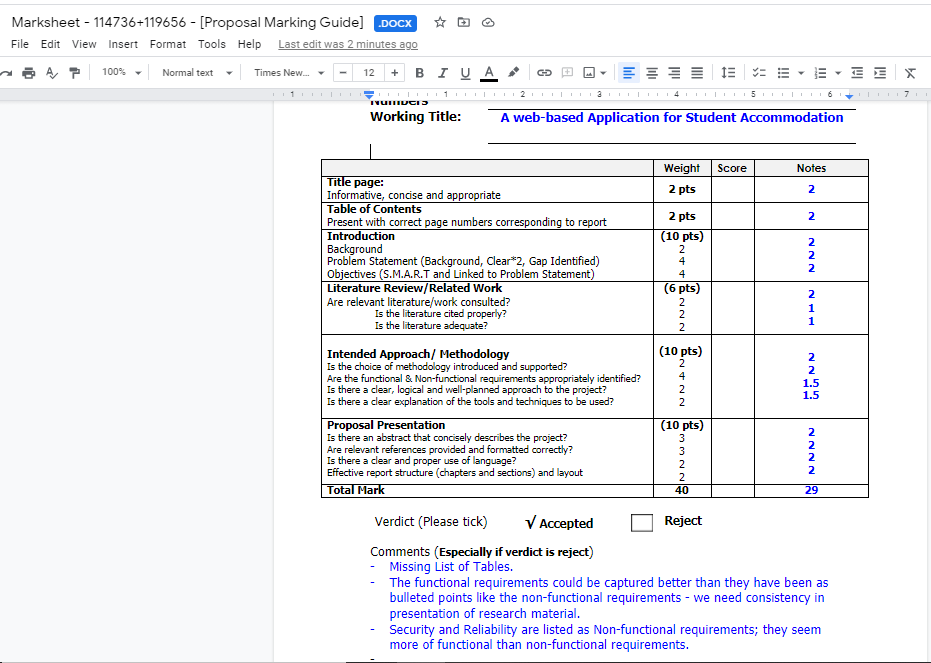 Marksheet - 114736+119656 - [Proposal Marking Guide] .DOCX
File Edit View Insert Format Tools Help Last edit was 2 minutes ago
100% Normal text Times New... − 12 + B I U A
1 1 2 3 4 5 6 7
Numbers
Working Title: A web-based Application for Student Accommodation
Weight Score Notes
Title page:
Informative, concise and appropriate 2 pts 2
Table of Contents
Present with correct page numbers corresponding to report 2 pts 2
Introduction (10 pts)
Background 2 2
Problem Statement (Background, Clear*2, Gap Identified) 4 2
Objectives (S.M.A.R.T and Linked to Problem Statement) 4 2
Literature Review/Related Work (6 pts)
Are relevant literature/work consulted? 2 2
Is the literature cited properly? 2 1
Is the literature adequate? 2 1
Intended Approach/ Methodology (10 pts)
Is the choice of methodology introduced and supported? 2 2
Are the functional & Non-functional requirements appropriately identified? 4 2
Is there a clear, logical and well-planned approach to the project? 2 1.5
Is there a clear explanation of the tools and techniques to be used? 2 1.5
Proposal Presentation (10 pts)
Is there an abstract that concisely describes the project? 3 2
Are relevant references provided and formatted correctly? 3 2
Is there a clear and proper use of language? 2 2
Effective report structure (chapters and sections) and layout 2 2
Total Mark 40 29
Verdict (Please tick) √ Accepted Reject
Comments (Especially if verdict is reject)
- Missing List of Tables.
- The functional requirements could be captured better than they have been as
bulleted points like the non-functional requirements - we need consistency in
presentation of research material.
- Security and Reliability are listed as Non-functional requirements; they seem
more of functional than non-functional requirements.
-